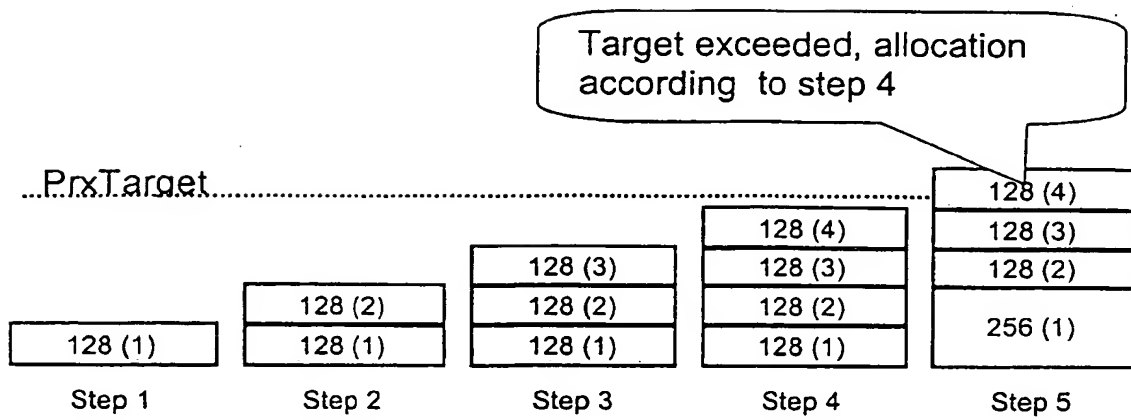 Target exceeded, allocation
according to step 4
PrxTarget
128 (4)
128 (4)
128 (3)
128 (3)
128 (3)
128 (2)
128 (2)
128 (2)
128 (2)
256 (1)
128 (1)
128 (1)
128 (1)
128 (1)
Step 1
Step 2
Step 3
Step 4
Step 5